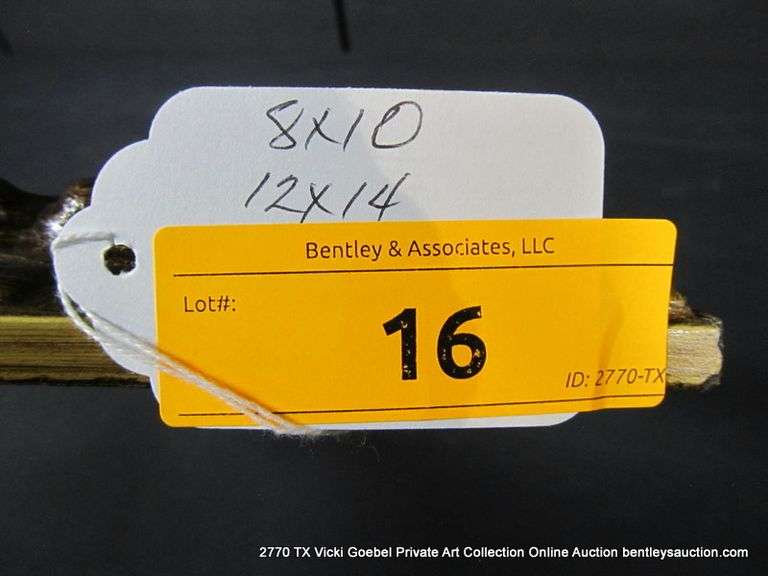 8x10
12x14
Bentley & Associates, LLC
Lot#:
16
ID: 2770-TX
2770 TX Vicki Goebel Private Art Collection Online Auction bentleysauction.com